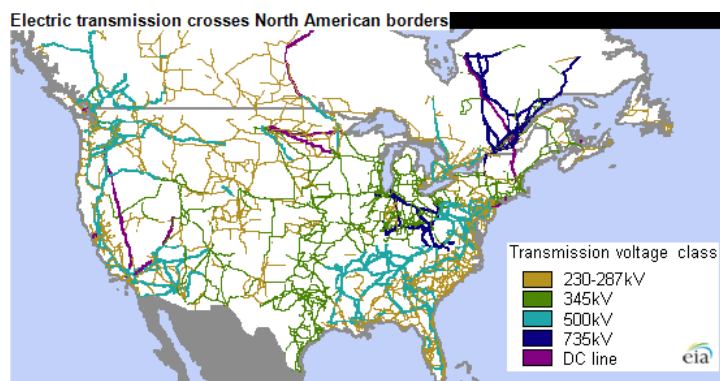 Electric transmission crosses North American borders
Transmission voltage class
230-287kV
345kV
500kV
735kV
DC line
eia